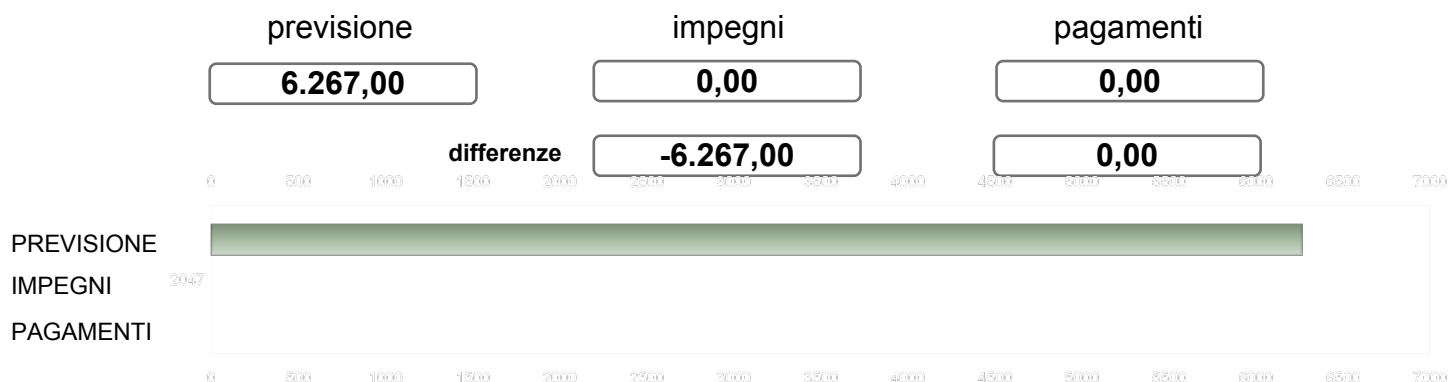 previsione impegni pagamenti
6.267,00 0,00 0,00
differenze -6.267,00 0,00
0 500 1000 1500 2000 2500 3000 3500 4000 4500 5000 5500 6000 6500 7000
PREVISIONE
2047
IMPEGNI
PAGAMENTI
0 500 1000 1500 2000 2500 3000 3500 4000 4500 5000 5500 6000 6500 7000